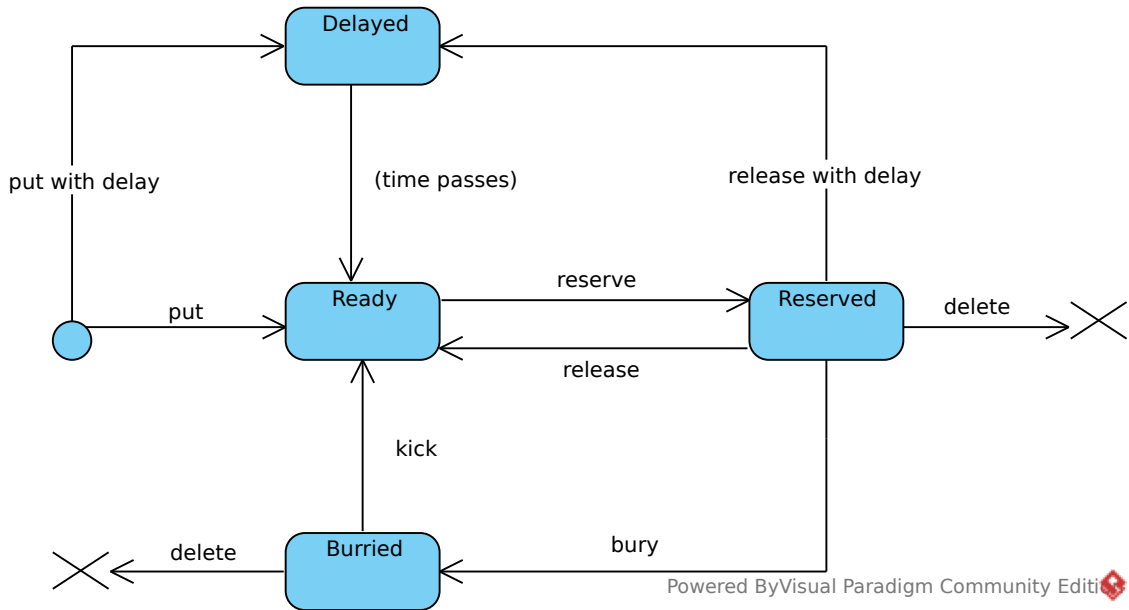 Delayed
put with delay
(time passes)
release with delay
Ready
reserve
Reserved
put
delete
release
kick
delete
Burried
bury
Powered ByVisual Paradigm Community Edition